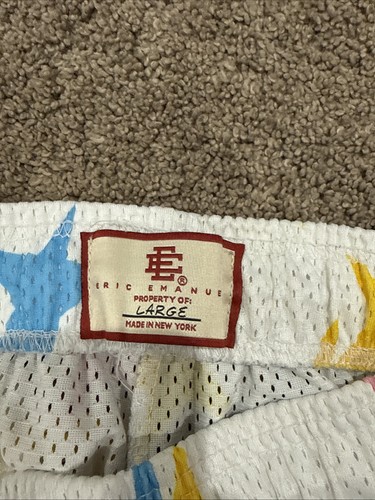 EE®
ERIC EMANUE
PROPERTY OF:
LARGE
MADE IN NEW YORK